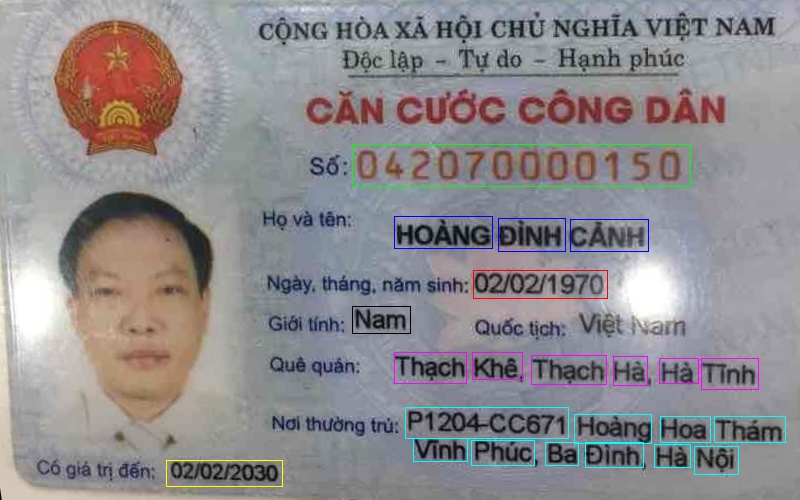 CỘNG HÒA XÃ HỘI CHỦ NGHĨA VIỆT NAM
Độc lập - Tự do - Hạnh phúc
CĂN CƯỚC CÔNG DÂN
Số: 042070000150
Họ và tên: HOÀNG ĐÌNH CẢNH
Ngày, tháng, năm sinh: 02/02/1970
Giới tính: Nam Quốc tịch: Việt Nam
Quê quán: Thạch Khê, Thạch Hà, Hà Tĩnh
Nơi thường trú: P1204-CC671 Hoàng Hoa Thám
Vĩnh Phúc, Ba Đình, Hà Nội
Có giá trị đến: 02/02/2030